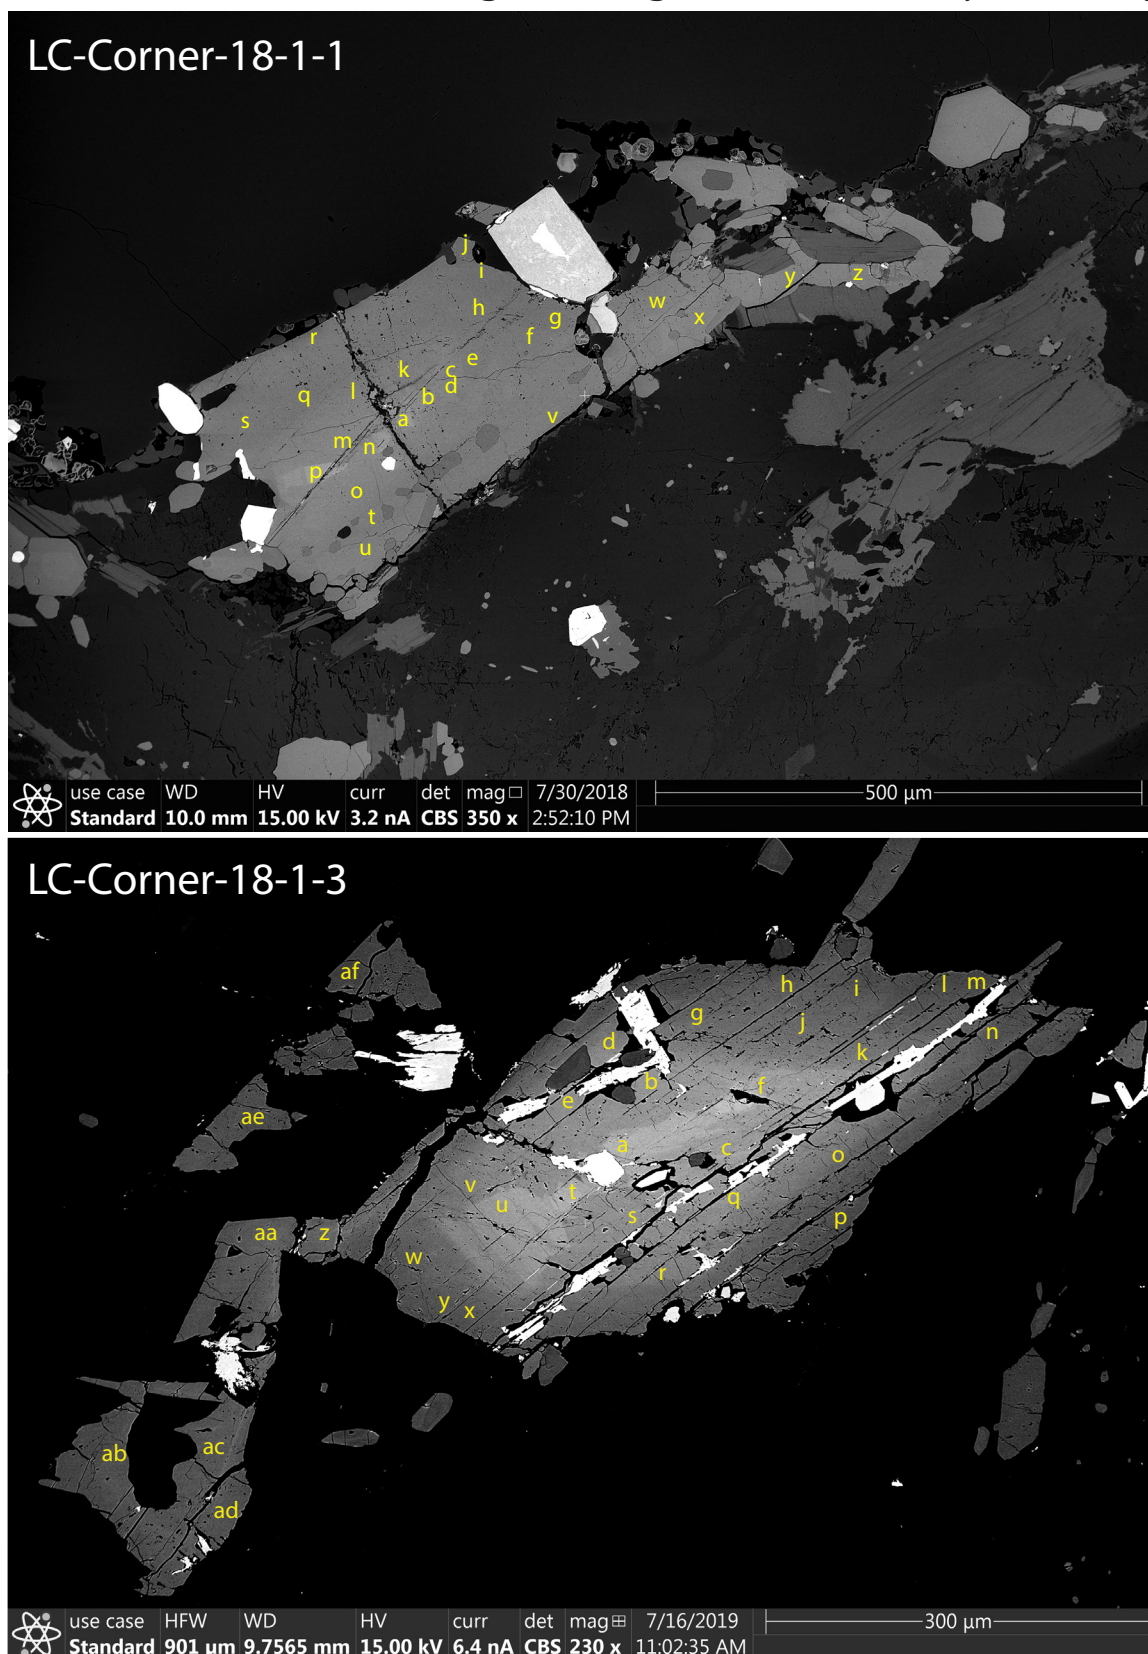 LC-Corner-18-1-1
j
i
y
z
h
w
g
x
r
f
e
k
c
d
l
q
b
s
a
v
m
n
p
o
t
u
use case WD HV curr det mag □ 7/30/2018 500 µm
Standard 10.0 mm 15.00 kV 3.2 nA CBS 350 x 2:52:10 PM
LC-Corner-18-1-3
af
h
i
l
m
g
j
n
d
k
b
f
e
ae
a
c
o
v
t
u
q
s
p
aa
z
w
r
y
x
ab
ac
ad
use case HFW WD HV curr det mag ⊞ 7/16/2019 300 µm
Standard 901 um 9.7565 mm 15.00 kV 6.4 nA CBS 230 x 11:02:35 AM